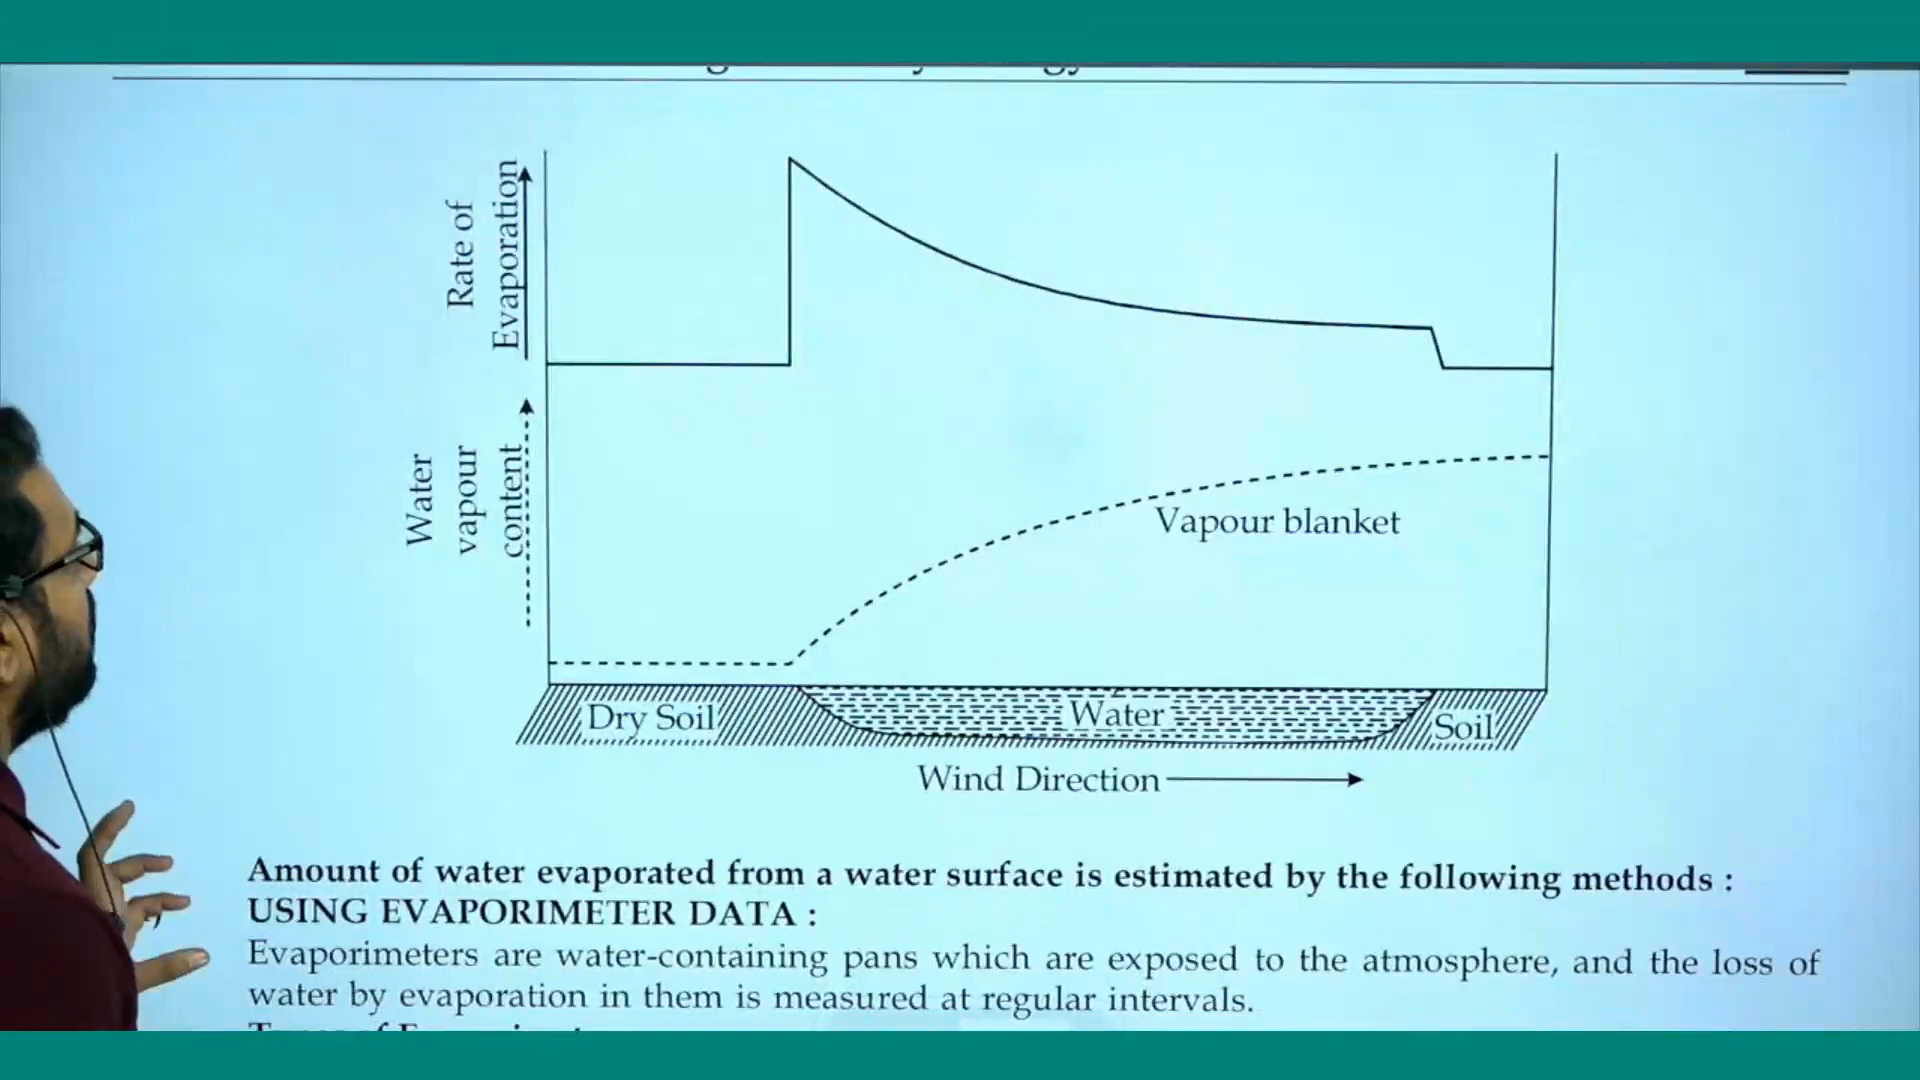 Rate of
Evaporation
Water
vapour
content
Vapour blanket
Dry Soil
Water
Soil
Wind Direction
Amount of water evaporated from a water surface is estimated by the following methods :
USING EVAPORIMETER DATA :
Evaporimeters are water-containing pans which are exposed to the atmosphere, and the loss of
water by evaporation in them is measured at regular intervals.